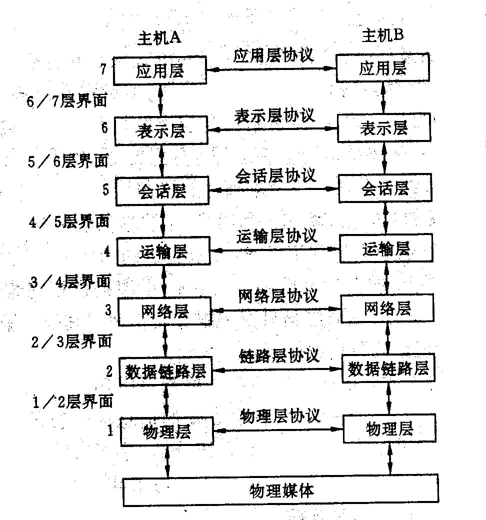 主机A 主机B
7 应用层 应用层协议 应用层
6/7层界面
6 表示层 表示层协议 表示层
5/6层界面
5 会话层 会话层协议 会话层
4/5层界面
4 运输层 运输层协议 运输层
3/4层界面
3 网络层 网络层协议 网络层
2/3层界面
2 数据链路层 链路层协议 数据链路层
1/2层界面
1 物理层 物理层协议 物理层
物理媒体